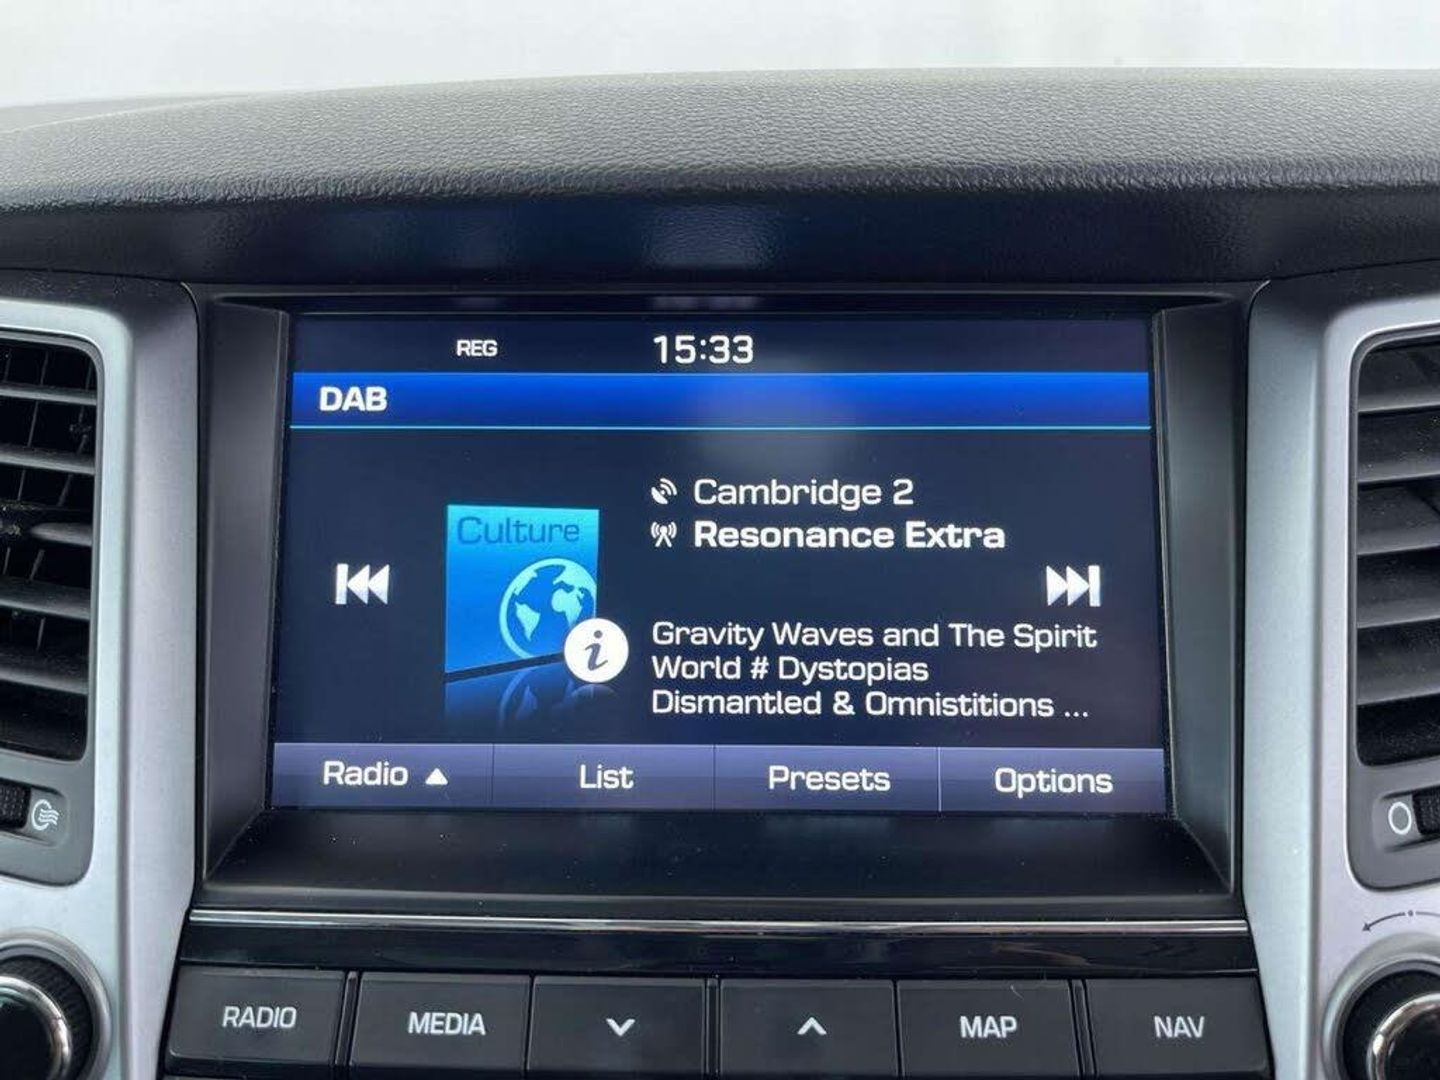 REG 15:33
DAB
Cambridge 2
Culture
Resonance Extra
i
Gravity Waves and The Spirit
World # Dystopias
Dismantled & Omnistitions ...
Radio ▲ List Presets Options
RADIO MEDIA MAP NAV